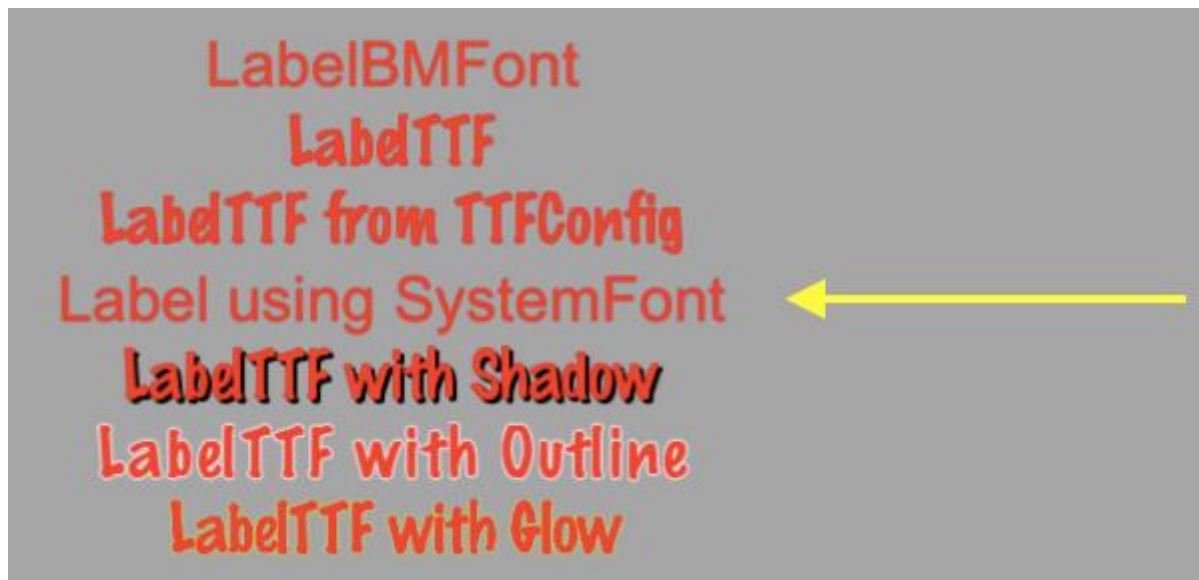 LabelBMFont
LabelTTF
LabelTTF from TTFConfig
Label using SystemFont
LabelTTF with Shadow
LabelTTF with Outline
LabelTTF with Glow